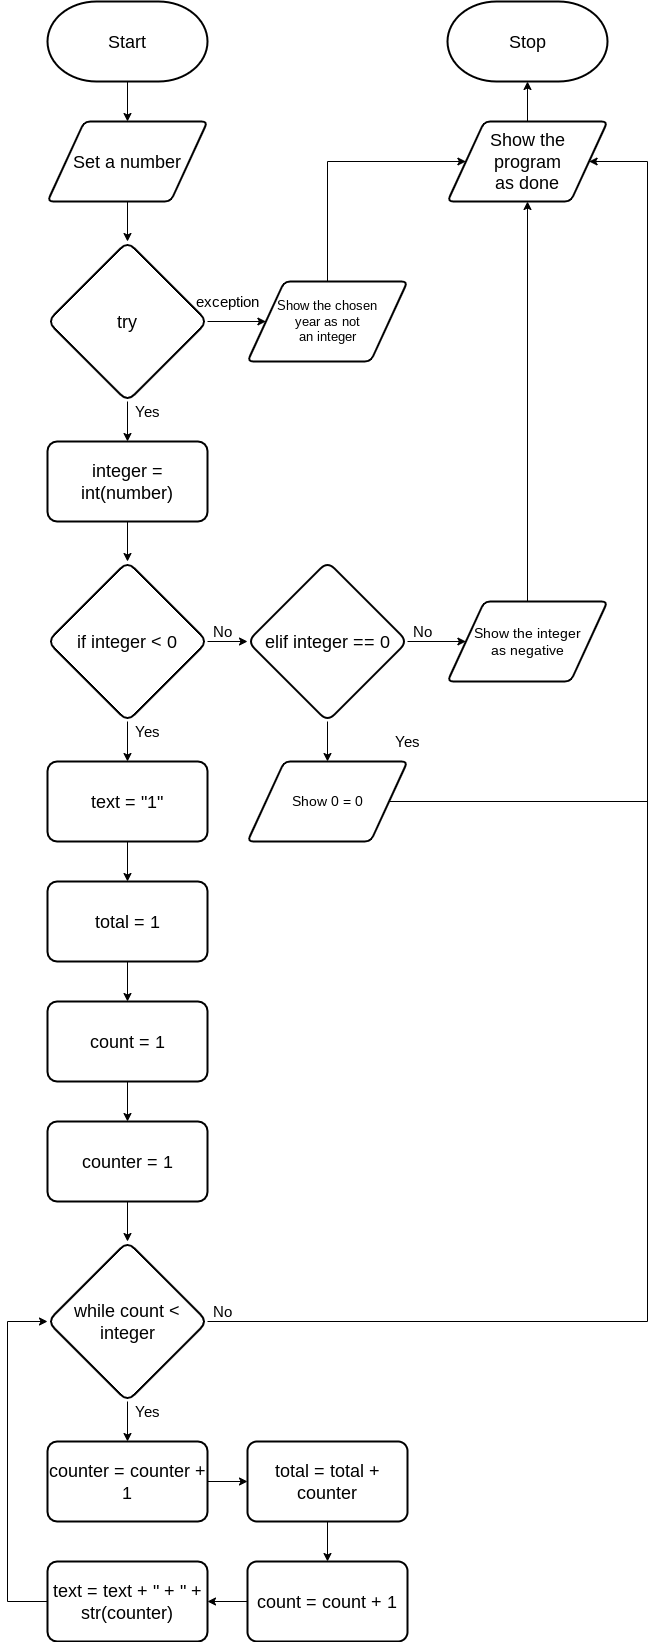 Start
Stop
Set a number
Show the
program
as done
try
exception
Show the chosen
year as not
an integer
Yes
integer =
int(number)
if integer < 0
No
elif integer == 0
No
Show the integer
as negative
Yes
Yes
text = "1"
Show 0 = 0
total = 1
count = 1
counter = 1
while count <
integer
No
Yes
counter = counter +
1
total = total +
counter
text = text + " + " +
str(counter)
count = count + 1